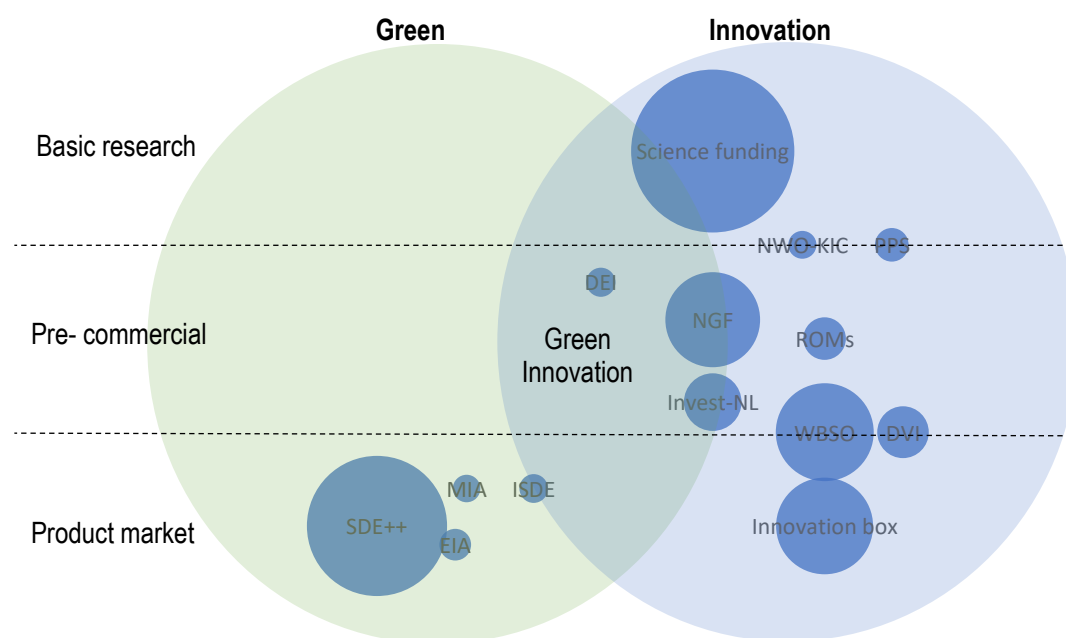 Green
Innovation
Basic research
Science funding
NWO-KIC
PPS
DEI
Pre- commercial
NGF
ROMs
Green
Innovation
Invest-NL
WBSO
DVI
MIA
ISDE
Product market
SDE++
EIA
Innovation box